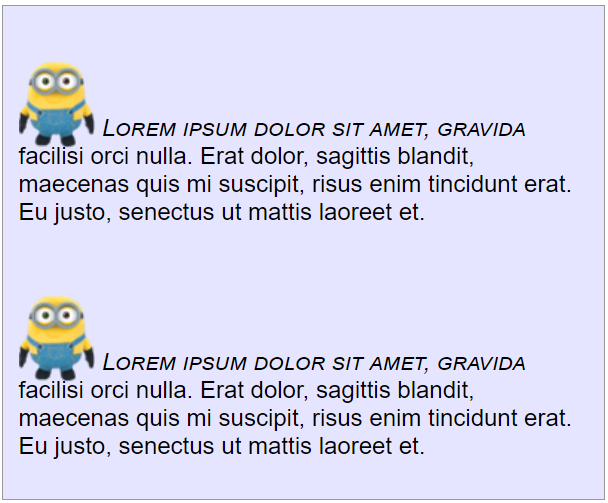 Lorem ipsum dolor sit amet, gravida
facilisi orci nulla. Erat dolor, sagittis blandit,
maecenas quis mi suscipit, risus enim tincidunt erat.
Eu justo, senectus ut mattis laoreet et.
Lorem ipsum dolor sit amet, gravida
facilisi orci nulla. Erat dolor, sagittis blandit,
maecenas quis mi suscipit, risus enim tincidunt erat.
Eu justo, senectus ut mattis laoreet et.